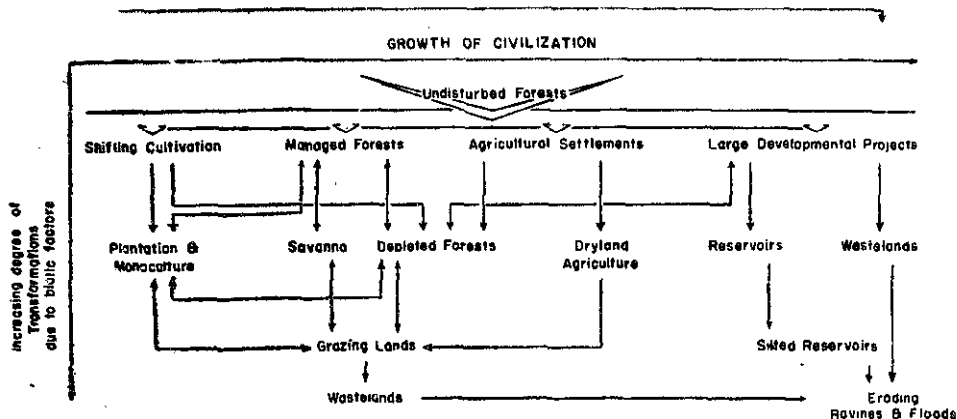 GROWTH OF CIVILIZATION
Undisturbed Forests
Shifting Cultivation Managed Forests Agricultural Settlements Large Developmental Projects
Increasing degree of
Transformations
due to biotic factors
Plantation &
Monoculture
Savanna Depleted Forests Dryland
Agriculture
Reservoirs Wastelands
Grazing Lands Silted Reservoirs
Wastelands Eroding
Ravines & Floods